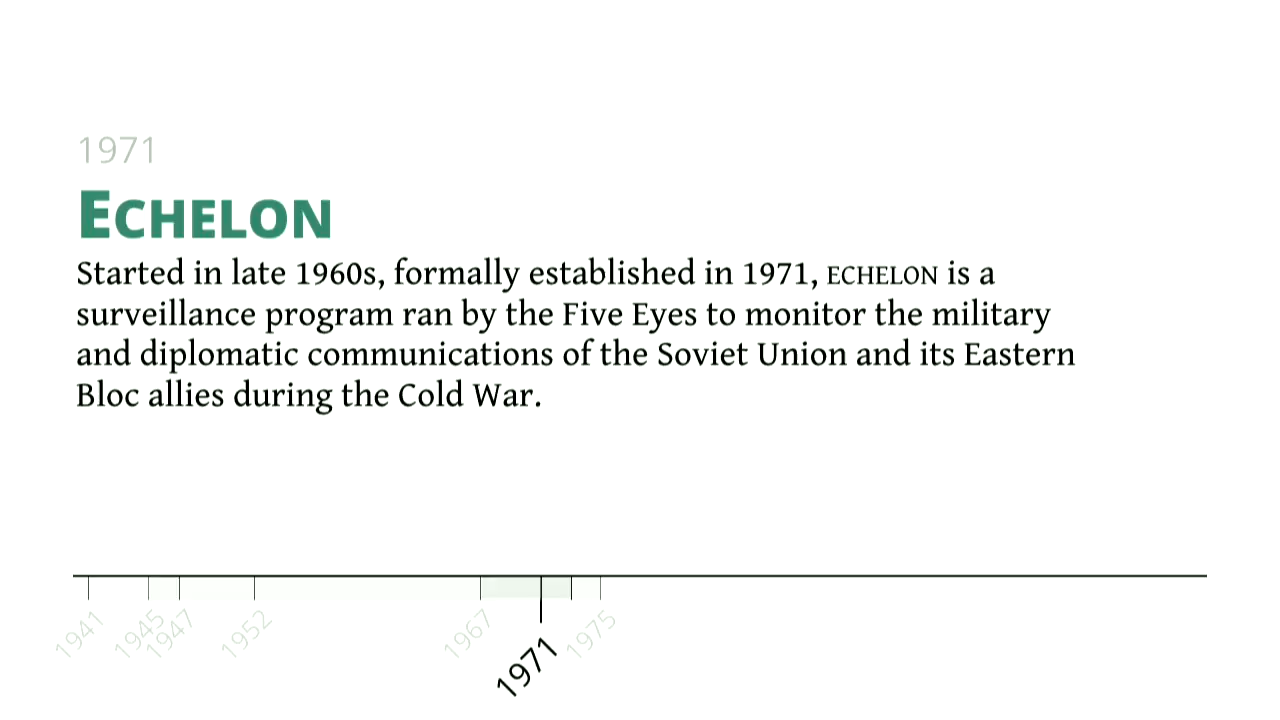 1971
ECHELON
Started in late 1960s, formally established in 1971, ECHELON is a
surveillance program ran by the Five Eyes to monitor the military
and diplomatic communications of the Soviet Union and its Eastern
Bloc allies during the Cold War.
1941 1945 1947 1952 1967 1971 1975